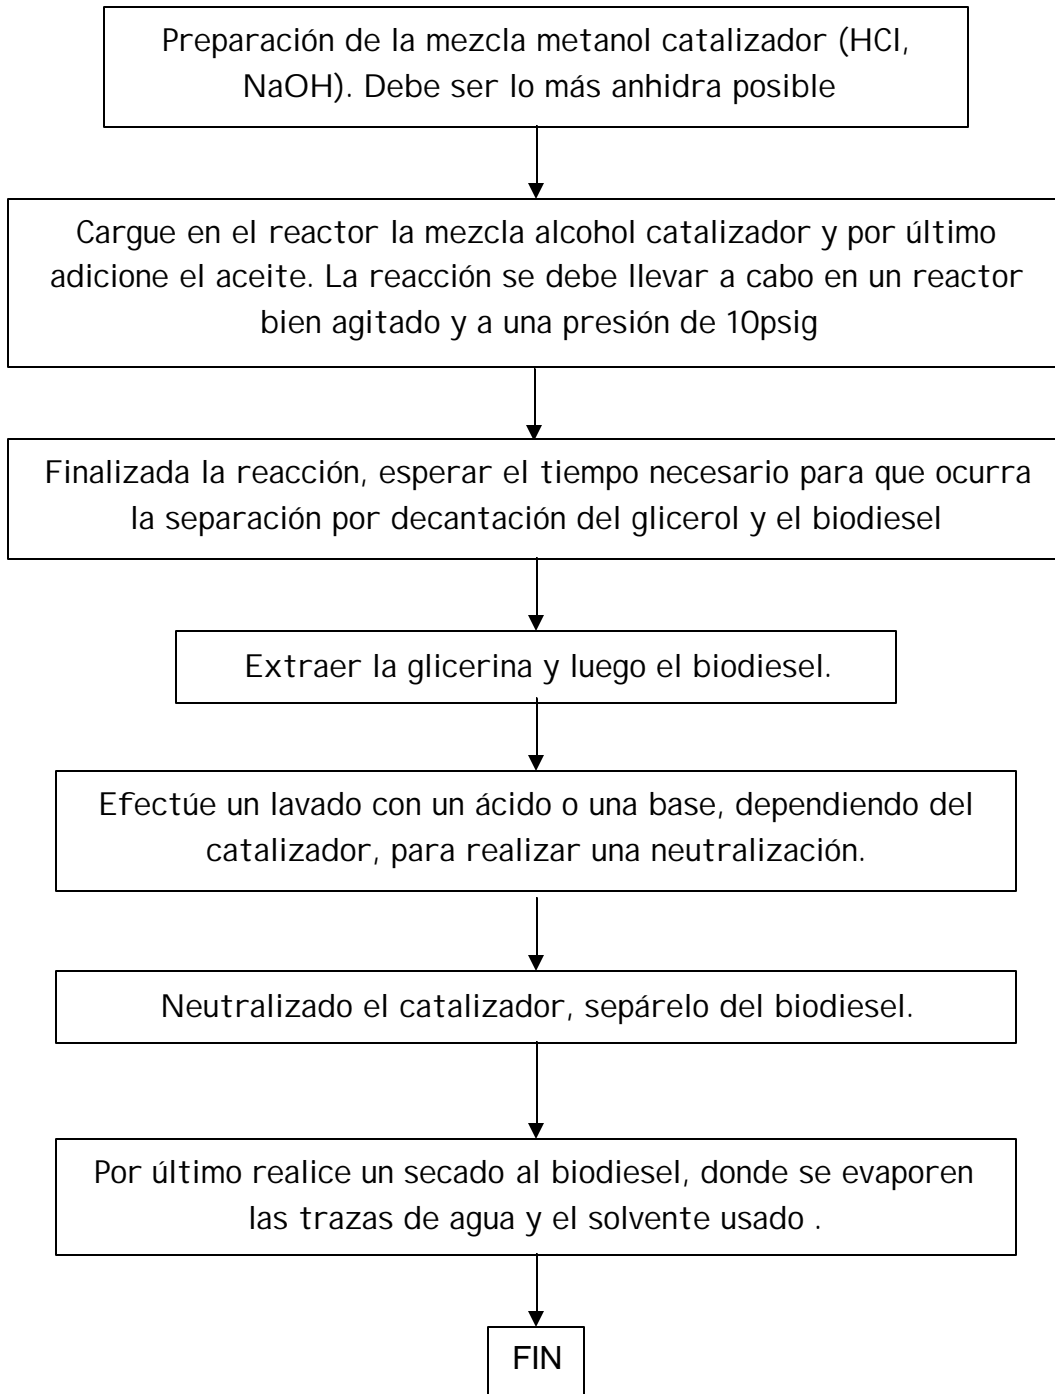 Preparación de la mezcla metanol catalizador (HCl,
NaOH). Debe ser lo más anhidra posible
Cargue en el reactor la mezcla alcohol catalizador y por último
adicione el aceite. La reacción se debe llevar a cabo en un reactor
bien agitado y a una presión de 10psig
Finalizada la reacción, esperar el tiempo necesario para que ocurra
la separación por decantación del glicerol y el biodiesel
Extraer la glicerina y luego el biodiesel.
Efectúe un lavado con un ácido o una base, dependiendo del
catalizador, para realizar una neutralización.
Neutralizado el catalizador, sepárelo del biodiesel.
Por último realice un secado al biodiesel, donde se evaporen
las trazas de agua y el solvente usado .
FIN